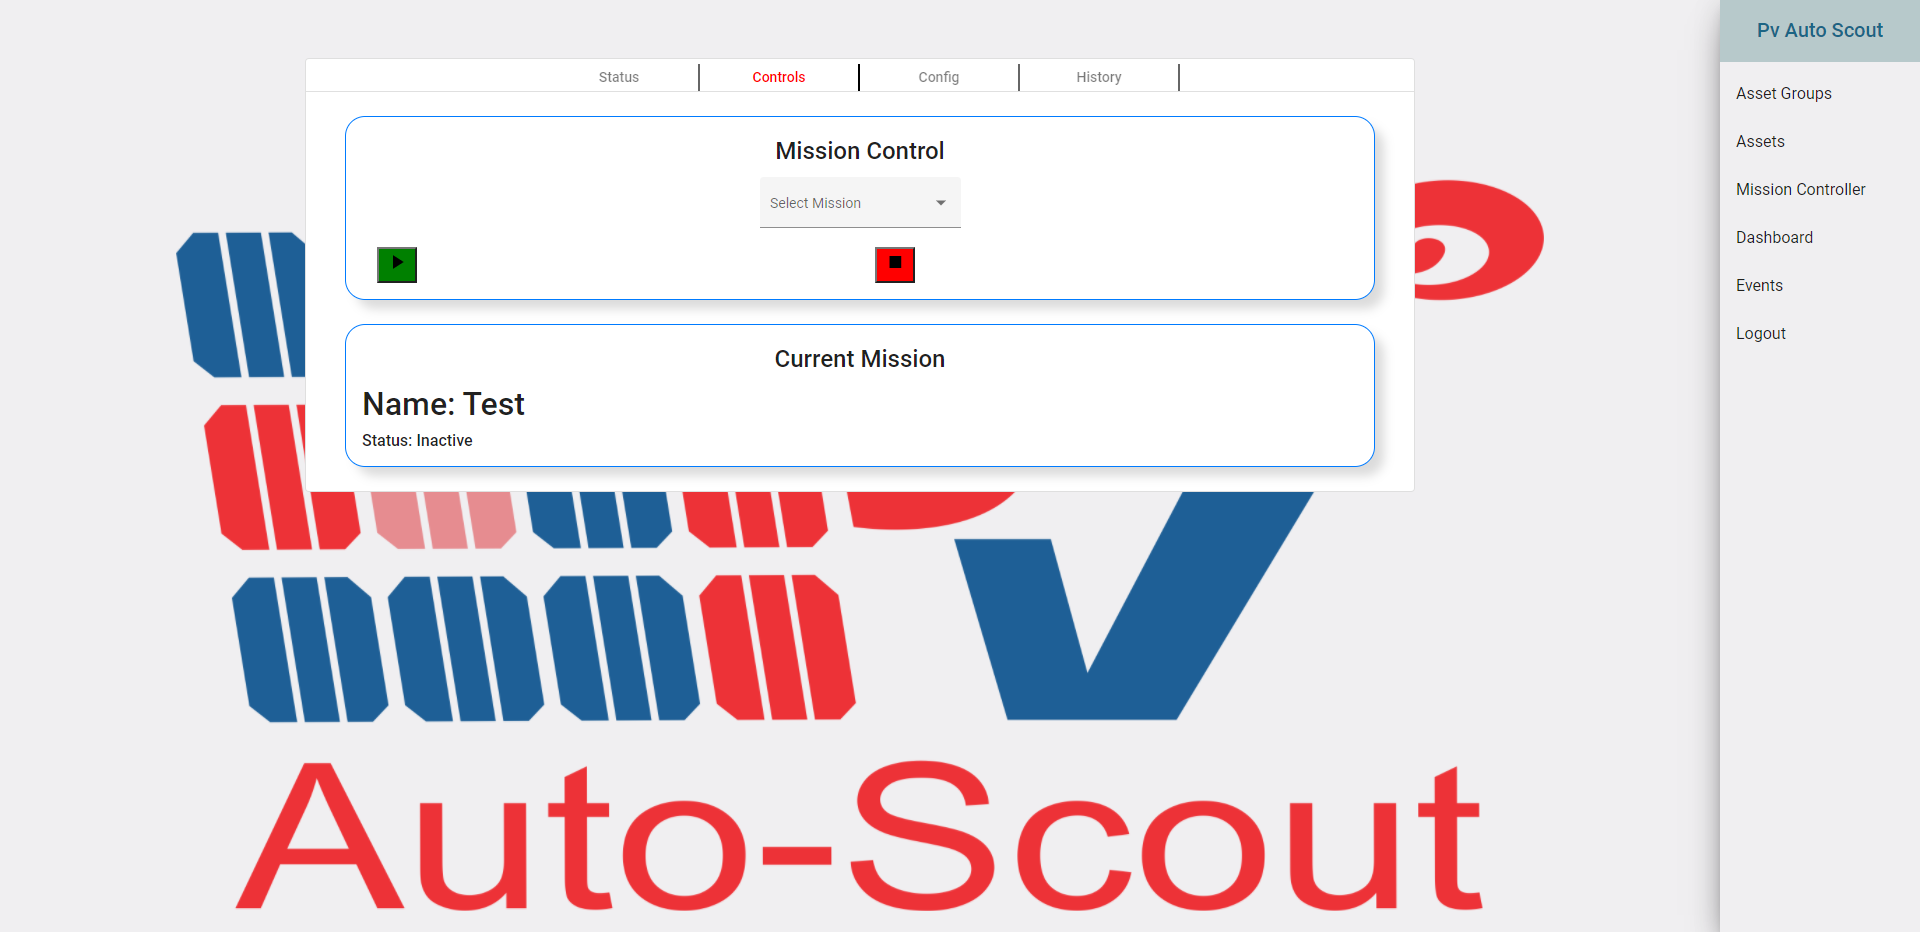 Pv Auto Scout
Status
Controls
Config
History
Mission Control
Select Mission
Current Mission
Name: Test
Status: Inactive
Asset Groups
Assets
Mission Controller
Dashboard
Events
Logout
V
Auto-Scout